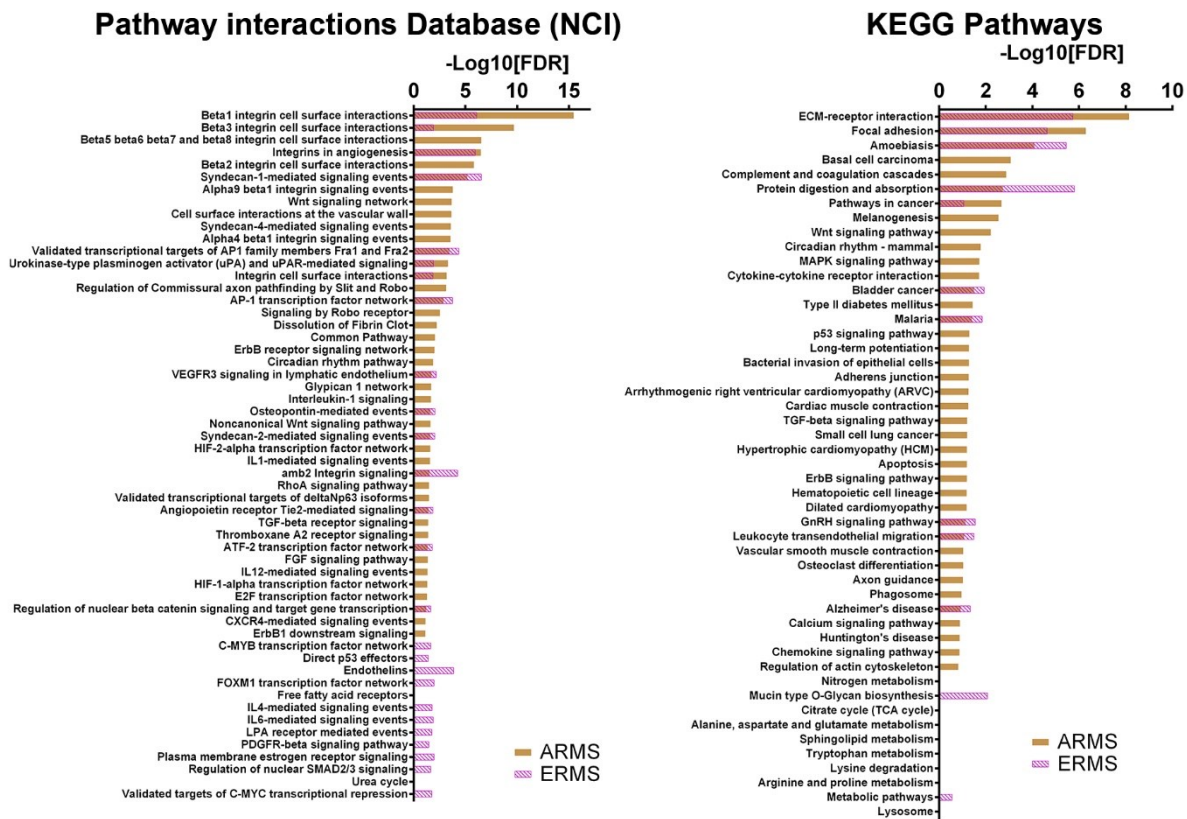 Pathway interactions Database (NCI)
-Log10[FDR]
0 5 10 15
Beta1 integrin cell surface interactions
Beta3 integrin cell surface interactions
Beta5 beta6 beta7 and beta8 integrin cell surface interactions
Integrins in angiogenesis
Beta2 integrin cell surface interactions
Syndecan-1-mediated signaling events
Alpha9 beta1 integrin signaling events
Wnt signaling network
Cell surface interactions at the vascular wall
Syndecan-4-mediated signaling events
Alpha4 beta1 integrin signaling events
Validated transcriptional targets of AP1 family members Fra1 and Fra2
Urokinase-type plasminogen activator (uPA) and uPAR-mediated signaling
Integrin cell surface interactions
Regulation of Commissural axon pathfinding by Slit and Robo
AP-1 transcription factor network
Signaling by Robo receptor
Dissolution of Fibrin Clot
Common Pathway
ErbB receptor signaling network
Circadian rhythm pathway
VEGFR3 signaling in lymphatic endothelium
Glypican 1 network
Interleukin-1 signaling
Osteopontin-mediated events
Noncanonical Wnt signaling pathway
Syndecan-2-mediated signaling events
HIF-2-alpha transcription factor network
IL1-mediated signaling events
amb2 Integrin signaling
RhoA signaling pathway
Validated transcriptional targets of deltaNp63 isoforms
Angiopoietin receptor Tie2-mediated signaling
TGF-beta receptor signaling
Thromboxane A2 receptor signaling
ATF-2 transcription factor network
FGF signaling pathway
IL12-mediated signaling events
HIF-1-alpha transcription factor network
E2F transcription factor network
Regulation of nuclear beta catenin signaling and target gene transcription
CXCR4-mediated signaling events
ErbB1 downstream signaling
C-MYB transcription factor network
Direct p53 effectors
Endothelins
FOXM1 transcription factor network
Free fatty acid receptors
IL4-mediated signaling events
IL6-mediated signaling events
LPA receptor mediated events
PDGFR-beta signaling pathway
Plasma membrane estrogen receptor signaling
Regulation of nuclear SMAD2/3 signaling
Urea cycle
Validated targets of C-MYC transcriptional repression
ARMS
ERMS
KEGG Pathways
-Log10[FDR]
0 2 4 6 8 10
ECM-receptor interaction
Focal adhesion
Amoebiasis
Basal cell carcinoma
Complement and coagulation cascades
Protein digestion and absorption
Pathways in cancer
Melanogenesis
Wnt signaling pathway
Circadian rhythm - mammal
MAPK signaling pathway
Cytokine-cytokine receptor interaction
Bladder cancer
Type II diabetes mellitus
Malaria
p53 signaling pathway
Long-term potentiation
Bacterial invasion of epithelial cells
Adherens junction
Arrhythmogenic right ventricular cardiomyopathy (ARVC)
Cardiac muscle contraction
TGF-beta signaling pathway
Small cell lung cancer
Hypertrophic cardiomyopathy (HCM)
Apoptosis
ErbB signaling pathway
Hematopoietic cell lineage
Dilated cardiomyopathy
GnRH signaling pathway
Leukocyte transendothelial migration
Vascular smooth muscle contraction
Osteoclast differentiation
Axon guidance
Phagosome
Alzheimer's disease
Calcium signaling pathway
Huntington's disease
Chemokine signaling pathway
Regulation of actin cytoskeleton
Nitrogen metabolism
Mucin type O-Glycan biosynthesis
Citrate cycle (TCA cycle)
Alanine, aspartate and glutamate metabolism
Sphingolipid metabolism
Tryptophan metabolism
Lysine degradation
Arginine and proline metabolism
Metabolic pathways
Lysosome
ARMS
ERMS